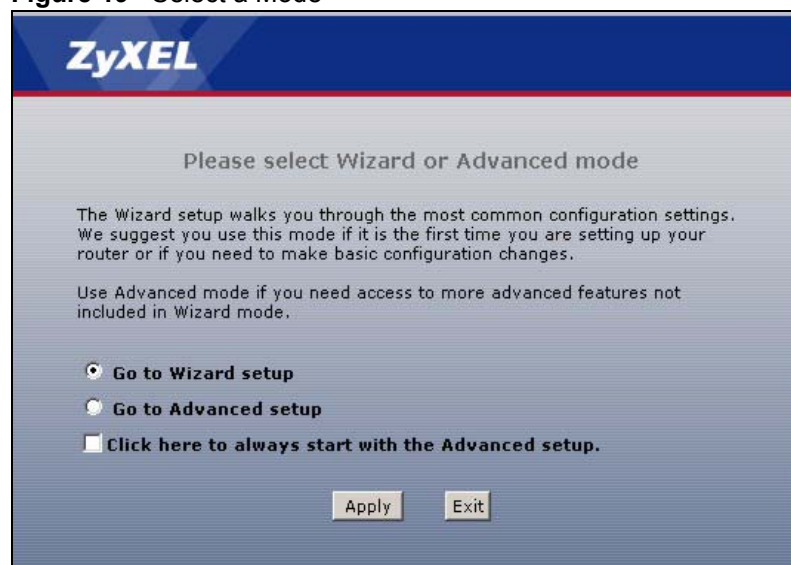 Select a Mode
ZyXEL
Please select Wizard or Advanced mode
The Wizard setup walks you through the most common configuration settings.
We suggest you use this mode if it is the first time you are setting up your
router or if you need to make basic configuration changes.
Use Advanced mode if you need access to more advanced features not
included in Wizard mode.
Go to Wizard setup
Go to Advanced setup
Click here to always start with the Advanced setup.
Apply Exit